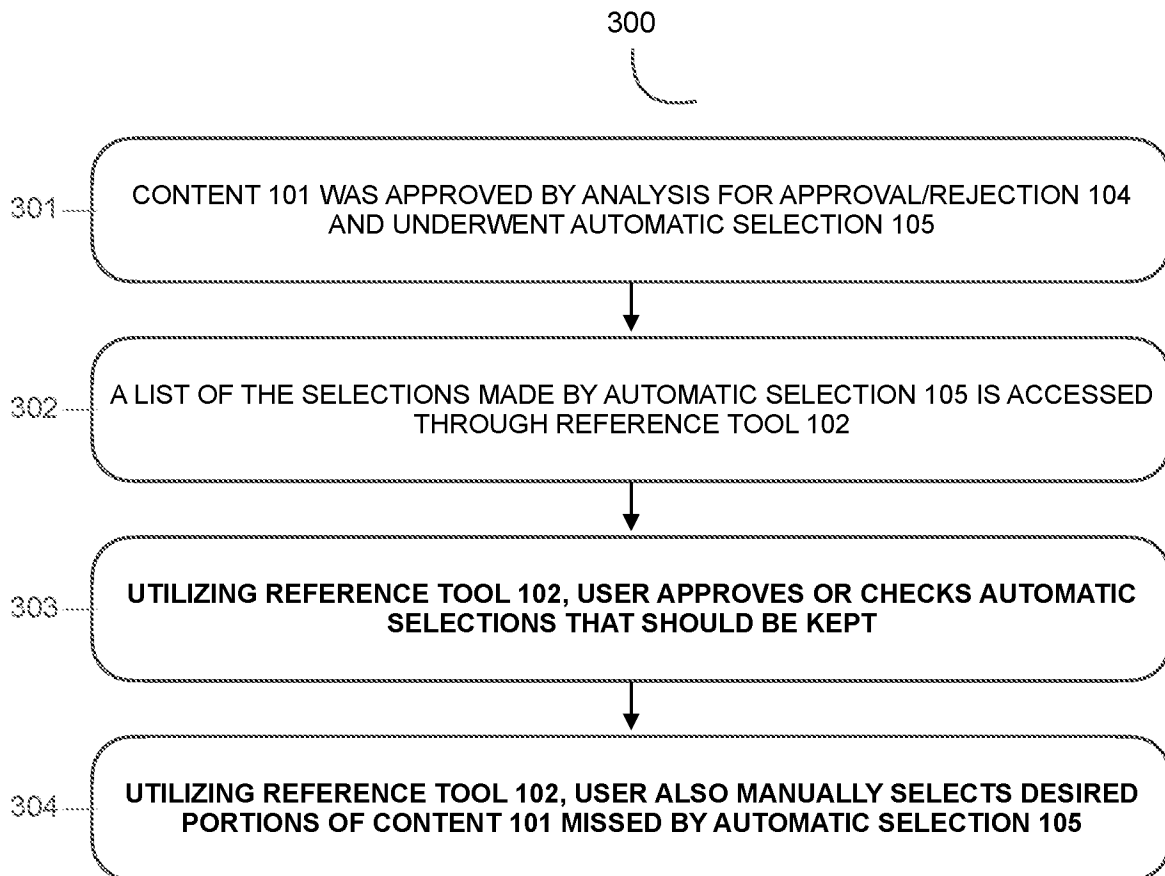 300
301
CONTENT 101 WAS APPROVED BY ANALYSIS FOR APPROVAL/REJECTION 104
AND UNDERWENT AUTOMATIC SELECTION 105
302
A LIST OF THE SELECTIONS MADE BY AUTOMATIC SELECTION 105 IS ACCESSED
THROUGH REFERENCE TOOL 102
303
UTILIZING REFERENCE TOOL 102, USER APPROVES OR CHECKS AUTOMATIC
SELECTIONS THAT SHOULD BE KEPT
304
UTILIZING REFERENCE TOOL 102, USER ALSO MANUALLY SELECTS DESIRED
PORTIONS OF CONTENT 101 MISSED BY AUTOMATIC SELECTION 105